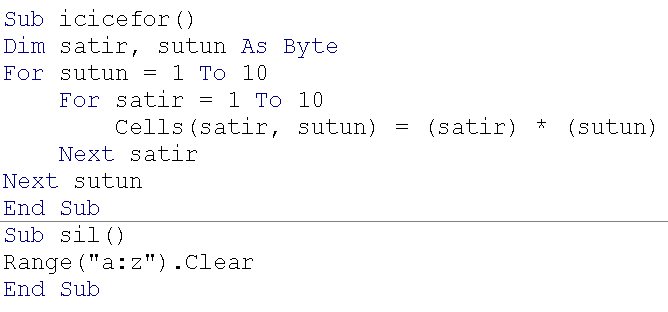 Sub icicefor()
Dim satir, sutun As Byte
For sutun = 1 To 10
    For satir = 1 To 10
        Cells(satir, sutun) = (satir) * (sutun)
    Next satir
Next sutun
End Sub
Sub sil()
Range("a:z").Clear
End Sub